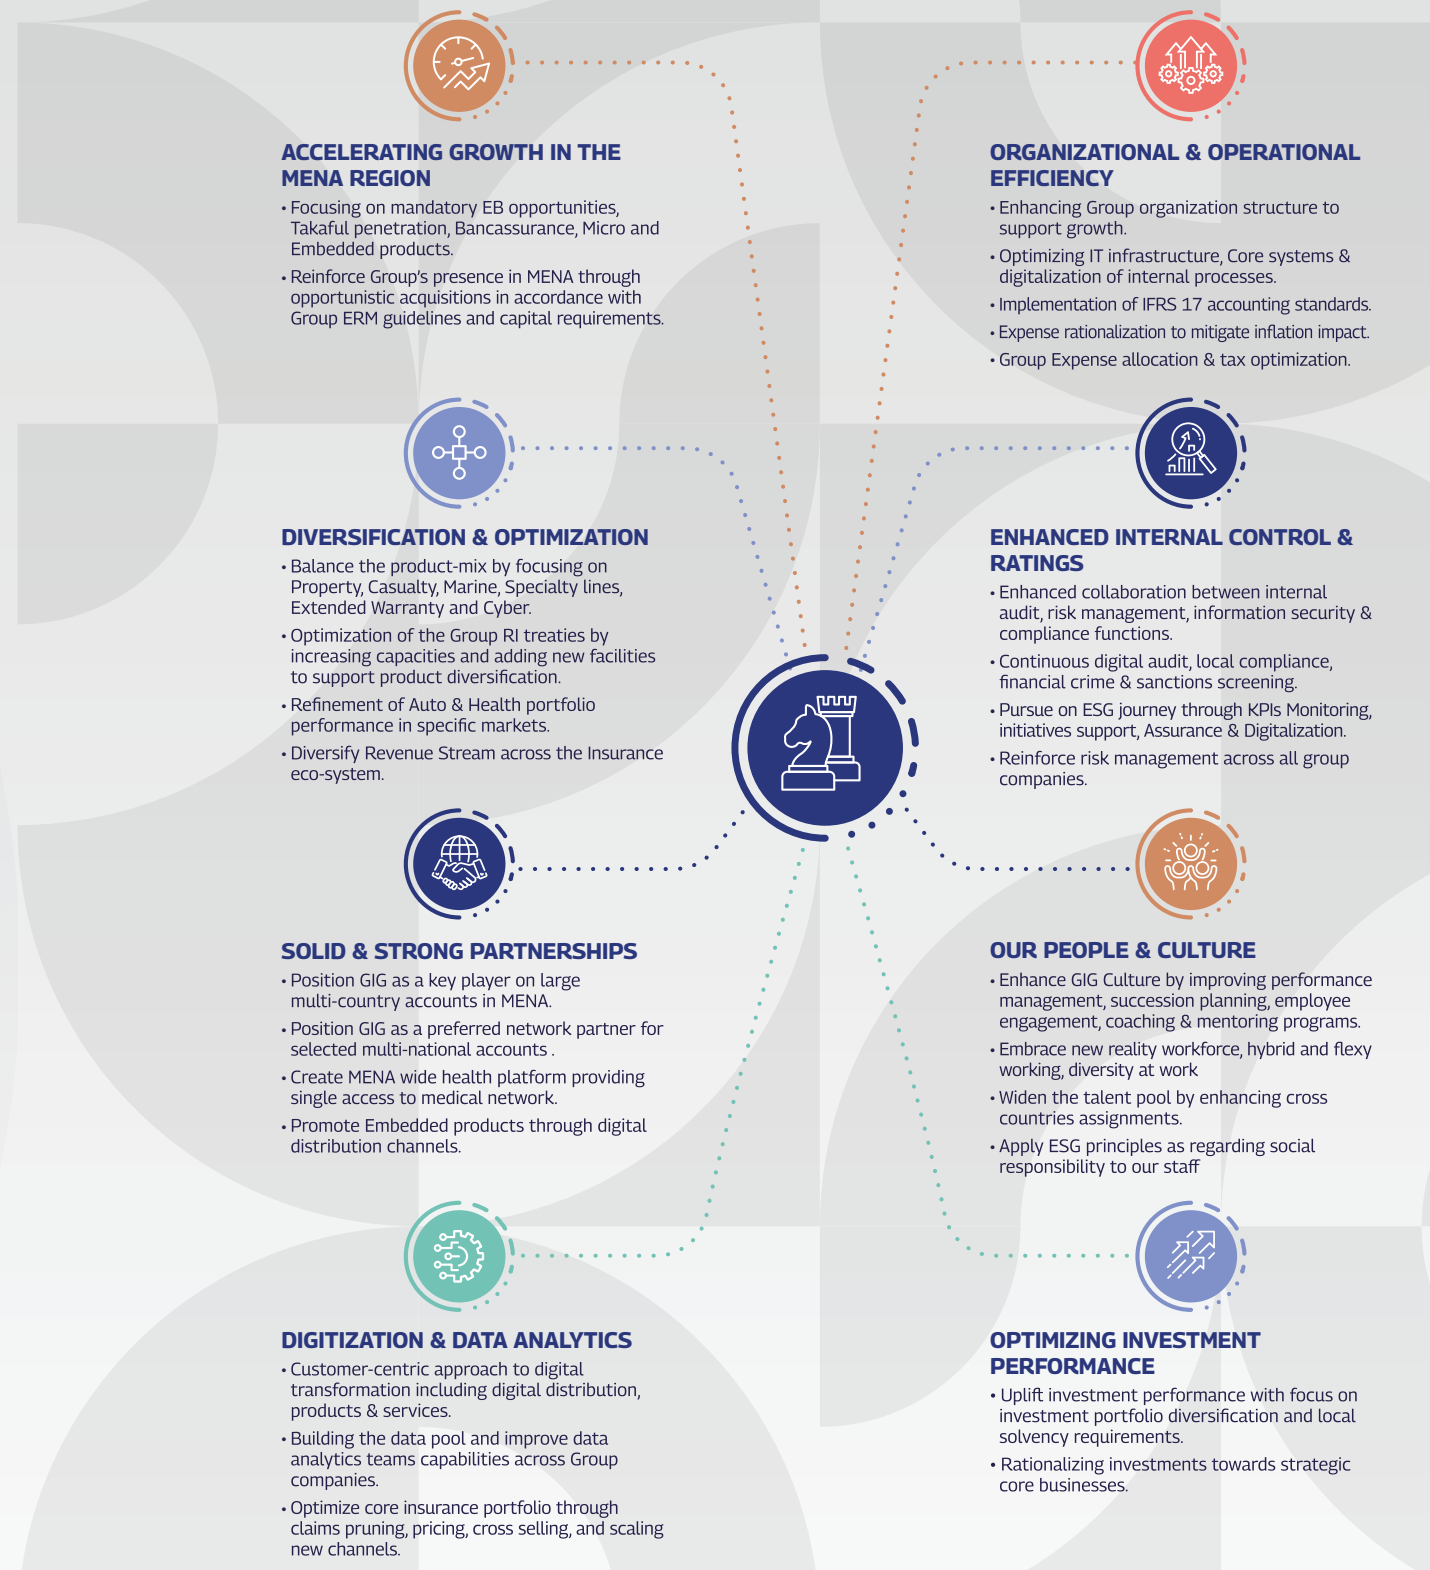 ACCELERATING GROWTH IN THE
MENA REGION
• Focusing on mandatory EB opportunities,
Takaful penetration, Bancassurance, Micro and
Embedded products.
• Reinforce Group's presence in MENA through
opportunistic acquisitions in accordance with
Group ERM guidelines and capital requirements.
DIVERSIFICATION & OPTIMIZATION
• Balance the product-mix by focusing on
Property, Casualty, Marine, Specialty lines,
Extended Warranty and Cyber.
• Optimization of the Group RI treaties by
increasing capacities and adding new facilities
to support product diversification.
• Refinement of Auto & Health portfolio
performance in specific markets.
• Diversify Revenue Stream across the Insurance
eco-system.
SOLID & STRONG PARTNERSHIPS
• Position GIG as a key player on large
multi-country accounts in MENA.
• Position GIG as a preferred network partner for
selected multi-national accounts .
• Create MENA wide health platform providing
single access to medical network.
• Promote Embedded products through digital
distribution channels.
DIGITIZATION & DATA ANALYTICS
• Customer-centric approach to digital
transformation including digital distribution,
products & services.
• Building the data pool and improve data
analytics teams capabilities across Group
companies.
• Optimize core insurance portfolio through
claims pruning, pricing, cross selling, and scaling
new channels.
ORGANIZATIONAL & OPERATIONAL
EFFICIENCY
• Enhancing Group organization structure to
support growth.
• Optimizing IT infrastructure, Core systems &
digitalization of internal processes.
• Implementation of IFRS 17 accounting standards.
• Expense rationalization to mitigate inflation impact.
• Group Expense allocation & tax optimization.
ENHANCED INTERNAL CONTROL &
RATINGS
• Enhanced collaboration between internal
audit, risk management, information security &
compliance functions.
• Continuous digital audit, local compliance,
financial crime & sanctions screening.
• Pursue on ESG journey through KPIs Monitoring,
initiatives support, Assurance & Digitalization.
• Reinforce risk management across all group
companies.
OUR PEOPLE & CULTURE
• Enhance GIG Culture by improving performance
management, succession planning, employee
engagement, coaching & mentoring programs.
• Embrace new reality workforce, hybrid and flexy
working, diversity at work
• Widen the talent pool by enhancing cross
countries assignments.
• Apply ESG principles as regarding social
responsibility to our staff
OPTIMIZING INVESTMENT
PERFORMANCE
• Uplift investment performance with focus on
investment portfolio diversification and local
solvency requirements.
• Rationalizing investments towards strategic
core businesses.